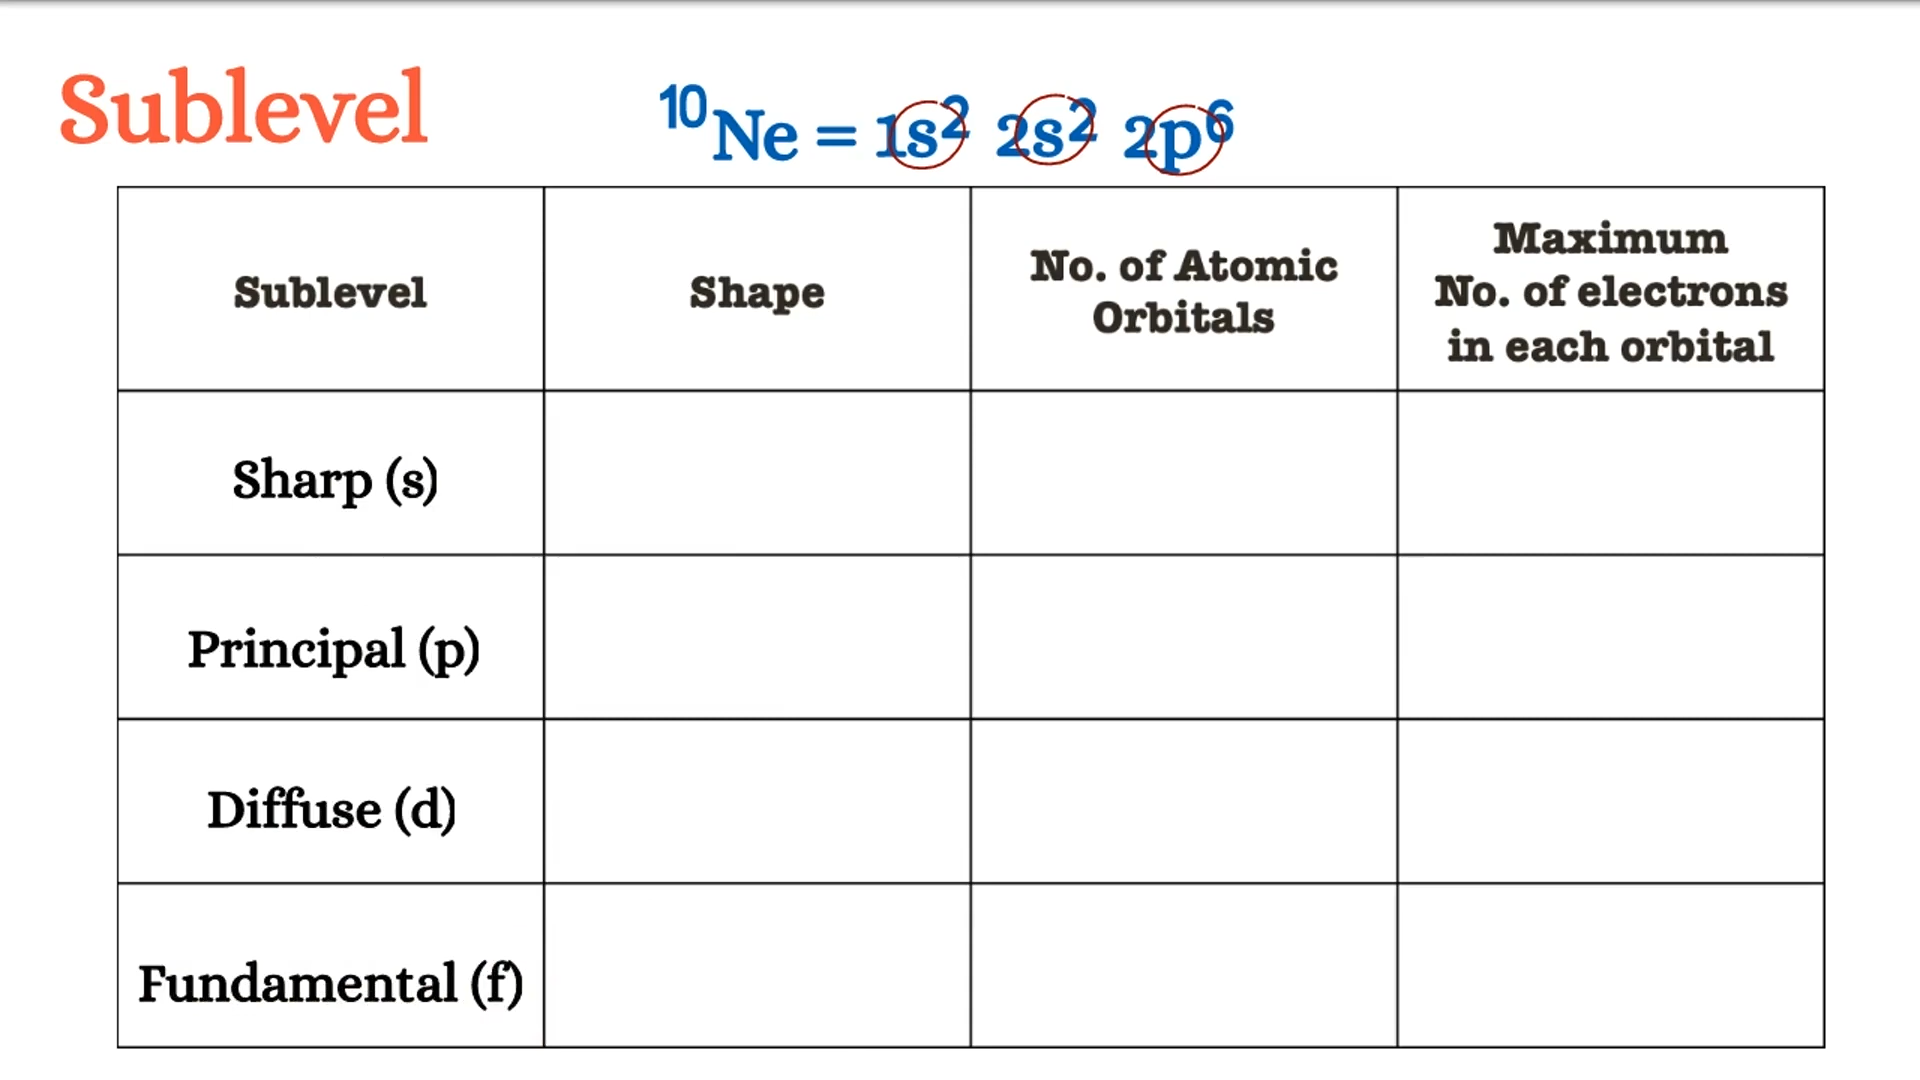 Sublevel
¹⁰Ne = 1s² 2s² 2p⁶
Sublevel
Shape
No. of Atomic
Orbitals
Maximum
No. of electrons
in each orbital
Sharp (s)
Principal (p)
Diffuse (d)
Fundamental (f)